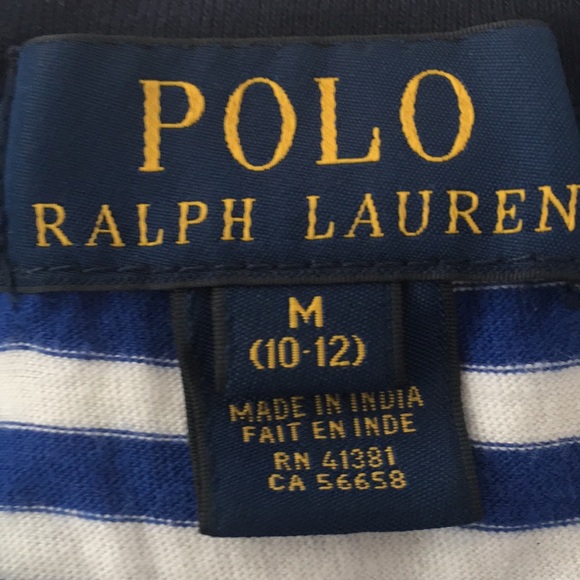 POLO
RALPH LAUREN
M
(10-12)
MADE IN INDIA
FAIT EN INDE
RN 41381
CA 56658